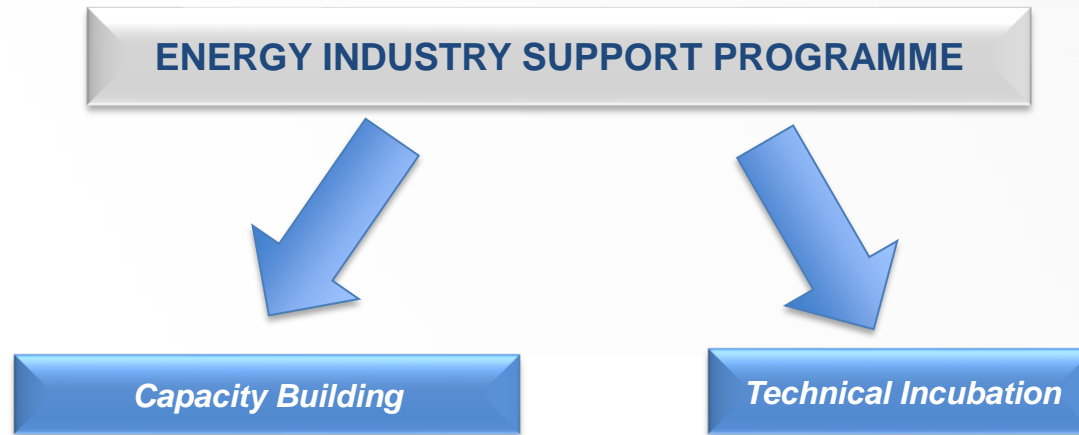 ENERGY INDUSTRY SUPPORT PROGRAMME
Capacity Building
Technical Incubation